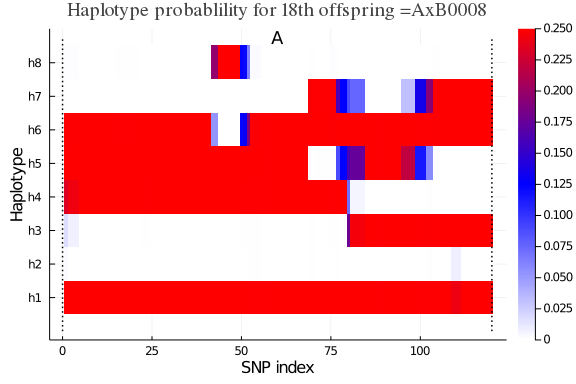 Haplotype probablility for 18th offspring =AxB0008
A
h8
h7
h6
h5
h4
h3
h2
h1
Haplotype
0
25
50
75
100
SNP index
0.250
0.225
0.200
0.175
0.150
0.125
0.100
0.075
0.050
0.025
0